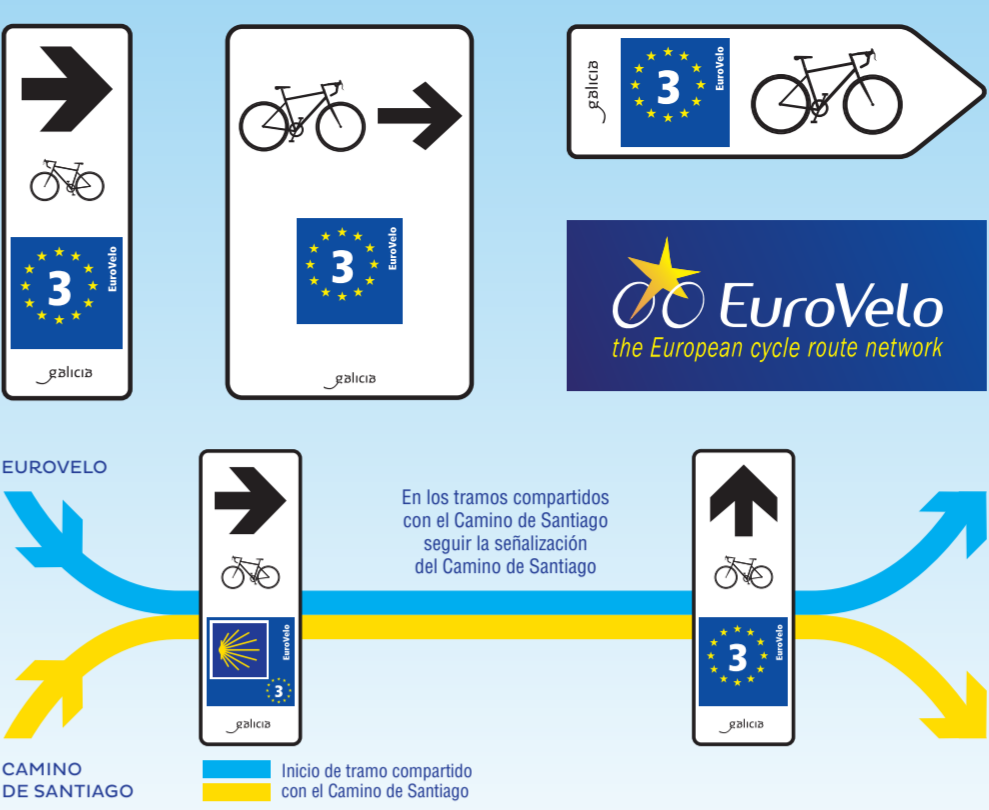 3
EuroVelo
galicia
3
EuroVelo
galicia
galicia
3
EuroVelo
EuroVelo
the European cycle route network
EUROVELO
En los tramos compartidos
con el Camino de Santiago
seguir la señalización
del Camino de Santiago
EuroVelo
3
galicia
3
EuroVelo
galicia
CAMINO
DE SANTIAGO
Inicio de tramo compartido
con el Camino de Santiago